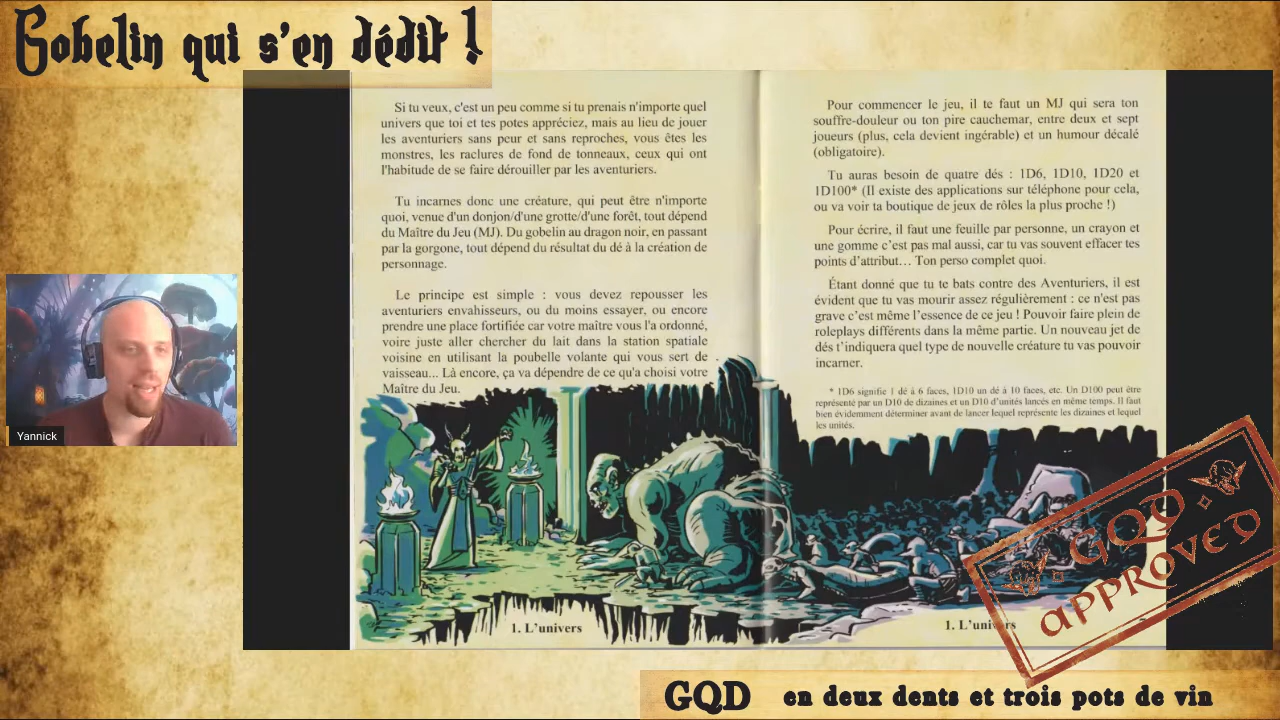 Gobelin qui s'en dédit !
Si tu veux, c'est un peu comme si tu prenais n'importe quel
univers que toi et tes potes appréciez, mais au lieu de jouer
les aventuriers sans peur et sans reproches, vous êtes les
monstres, les raclures de fond de tonneaux, ceux qui ont
l'habitude de se faire dérouiller par les aventuriers.
Tu incarnes donc une créature, qui peut être n'importe
quoi, venue d'un donjon/d'une grotte/d'une forêt, tout dépend
du Maître du Jeu (MJ). Du gobelin au dragon noir, en passant
par la gorgone, tout dépend du résultat du dé à la création de
personnage.
Le principe est simple : vous devez repousser les
aventuriers envahisseurs, ou du moins essayer, ou encore
prendre une place fortifiée car votre maître vous l'a ordonné,
voire juste aller chercher du lait dans la station spatiale
voisine en utilisant la poubelle volante qui vous sert de
vaisseau... Là encore, ça va dépendre de ce qu'a choisi votre
Maître du Jeu.
1. L'univers
Pour commencer le jeu, il te faut un MJ qui sera ton
souffre-douleur ou ton pire cauchemar, entre deux et sept
joueurs (plus, cela devient ingérable) et un humour décalé
(obligatoire).
Tu auras besoin de quatre dés : 1D6, 1D10, 1D20 et
1D100* (Il existe des applications sur téléphone pour cela,
ou va voir ta boutique de jeux de rôles la plus proche !)
Pour écrire, il faut une feuille par personne, un crayon et
une gomme c'est pas mal aussi, car tu vas souvent effacer tes
points d'attribut… Ton perso complet quoi.
Étant donné que tu te bats contre des Aventuriers, il est
évident que tu vas mourir assez régulièrement : ce n'est pas
grave c'est même l'essence de ce jeu ! Pouvoir faire plein de
roleplays différents dans la même partie. Un nouveau jet de
dés t'indiquera quel type de nouvelle créature tu vas pouvoir
incarner.
* 1D6 signifie 1 dé à 6 faces, 1D10 un dé à 10 faces, etc. Un D100 peut être
représenté par un D10 de dizaines et un D10 d'unités lancés en même temps. Il faut
bien évidemment déterminer avant de lancer lequel représente les dizaines et lequel
les unités.
1. L'univers
Yannick
GQD
APPROVED
GQD en deux dents et trois pots de vin